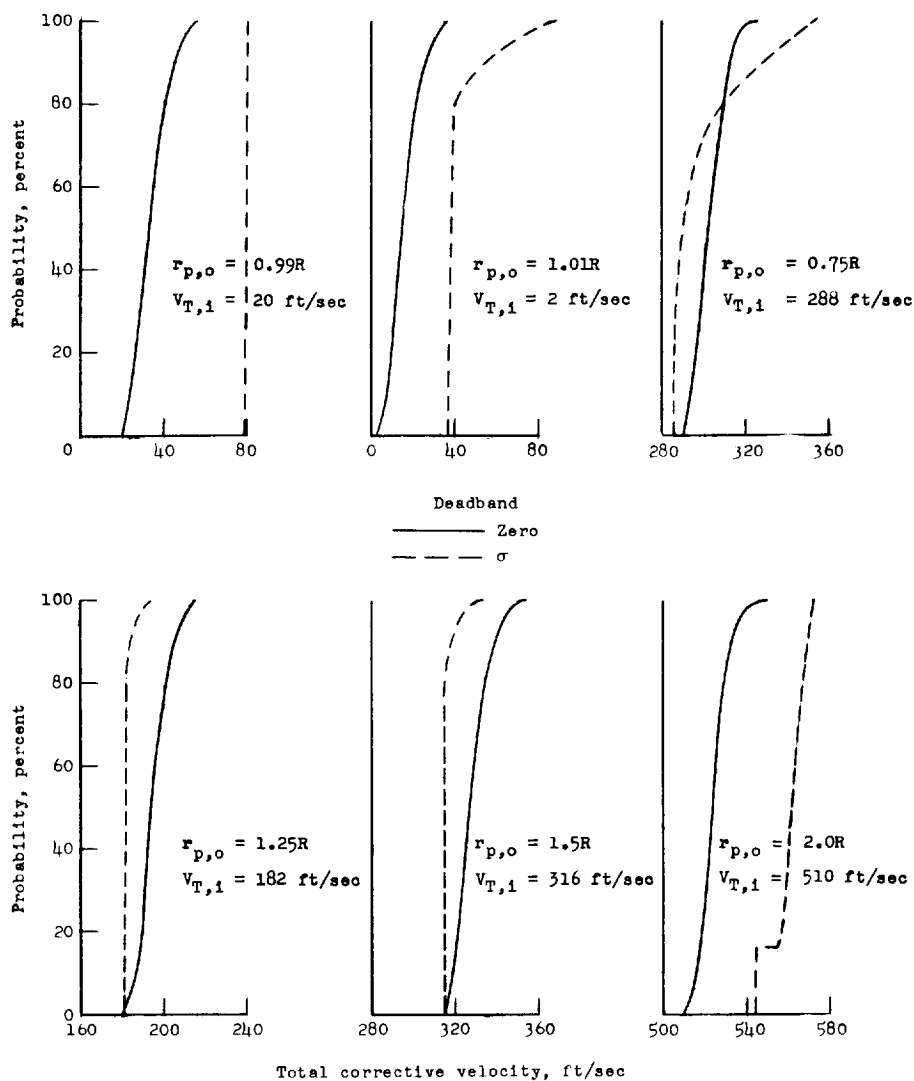 100
80
60
40
20
0
Probability, percent
r_p,o = 0.99R
V_T,i = 20 ft/sec
0 40 80
r_p,o = 1.01R
V_T,i = 2 ft/sec
0 40 80
r_p,o = 0.75R
V_T,i = 288 ft/sec
280 320 360
Deadband
Zero
σ
100
80
60
40
20
0
Probability, percent
r_p,o = 1.25R
V_T,i = 182 ft/sec
160 200 240
r_p,o = 1.5R
V_T,i = 316 ft/sec
280 320 360
r_p,o = 2.0R
V_T,i = 510 ft/sec
500 540 580
Total corrective velocity, ft/sec